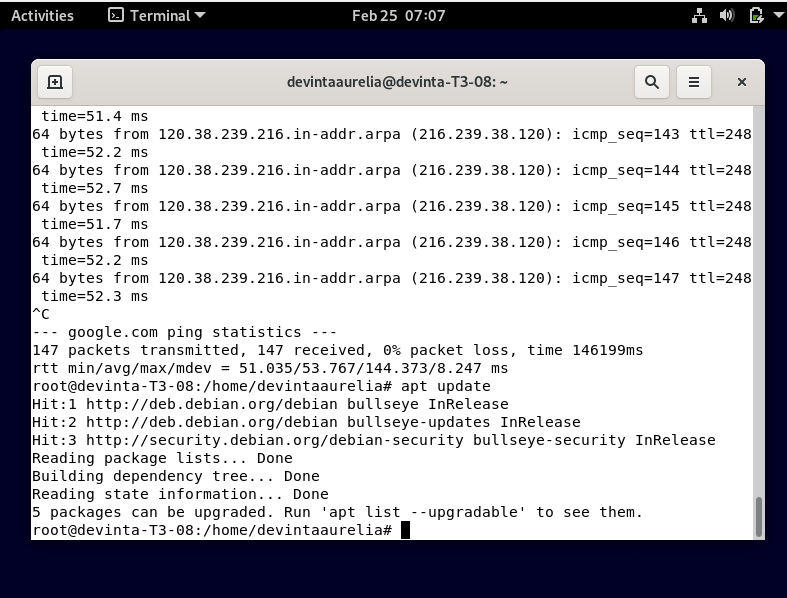 Activities Terminal Feb 25 07:07
devintaaurelia@devinta-T3-08: ~
time=51.4 ms
64 bytes from 120.38.239.216.in-addr.arpa (216.239.38.120): icmp_seq=143 ttl=248
time=52.2 ms
64 bytes from 120.38.239.216.in-addr.arpa (216.239.38.120): icmp_seq=144 ttl=248
time=52.7 ms
64 bytes from 120.38.239.216.in-addr.arpa (216.239.38.120): icmp_seq=145 ttl=248
time=51.7 ms
64 bytes from 120.38.239.216.in-addr.arpa (216.239.38.120): icmp_seq=146 ttl=248
time=52.2 ms
64 bytes from 120.38.239.216.in-addr.arpa (216.239.38.120): icmp_seq=147 ttl=248
time=52.3 ms
^C
--- google.com ping statistics ---
147 packets transmitted, 147 received, 0% packet loss, time 146199ms
rtt min/avg/max/mdev = 51.035/53.767/144.373/8.247 ms
root@devinta-T3-08:/home/devintaaurelia# apt update
Hit:1 http://deb.debian.org/debian bullseye InRelease
Hit:2 http://deb.debian.org/debian bullseye-updates InRelease
Hit:3 http://security.debian.org/debian-security bullseye-security InRelease
Reading package lists... Done
Building dependency tree... Done
Reading state information... Done
5 packages can be upgraded. Run 'apt list --upgradable' to see them.
root@devinta-T3-08:/home/devintaaurelia#